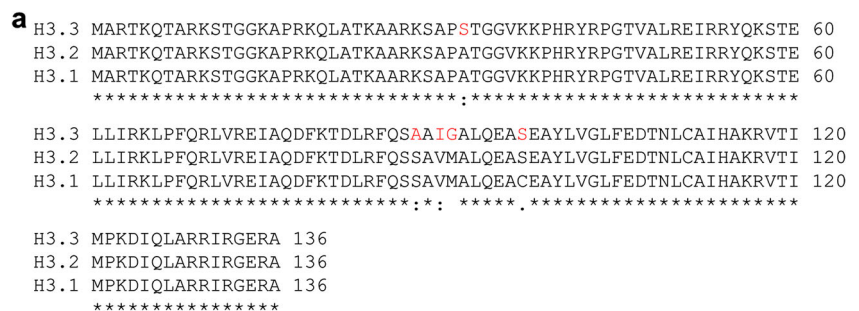 a
H3.3 MARTKQTARKSTGGKAPRKQLATKAARKSAPSTGGVKKPHRYRPGTVALREIRRYQKSTE 60
H3.2 MARTKQTARKSTGGKAPRKQLATKAARKSAPATGGVKKPHRYRPGTVALREIRRYQKSTE 60
H3.1 MARTKQTARKSTGGKAPRKQLATKAARKSAPATGGVKKPHRYRPGTVALREIRRYQKSTE 60
*******************************:****************************
H3.3 LLIRKLPFQRLVREIAQDFKTDLRFQSAAIGALQEASEAYLVGLFEDTNLCAIHAKRVTI 120
H3.2 LLIRKLPFQRLVREIAQDFKTDLRFQSSAVMALQEASEAYLVGLFEDTNLCAIHAKRVTI 120
H3.1 LLIRKLPFQRLVREIAQDFKTDLRFQSSAVMALQEACEAYLVGLFEDTNLCAIHAKRVTI 120
***************************:*: *****.***********************
H3.3 MPKDIQLARRIRGERA 136
H3.2 MPKDIQLARRIRGERA 136
H3.1 MPKDIQLARRIRGERA 136
****************